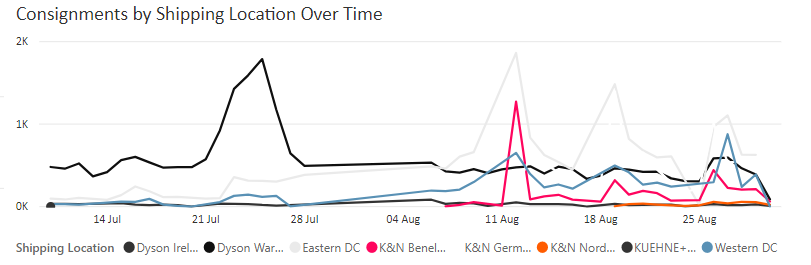 Consignments by Shipping Location Over Time
2K
1K
0K
14 Jul 21 Jul 28 Jul 04 Aug 11 Aug 18 Aug 25 Aug
Shipping Location Dyson Irel... Dyson War... Eastern DC K&N Benel... K&N Germ... K&N Nord... KUEHNE+... Western DC